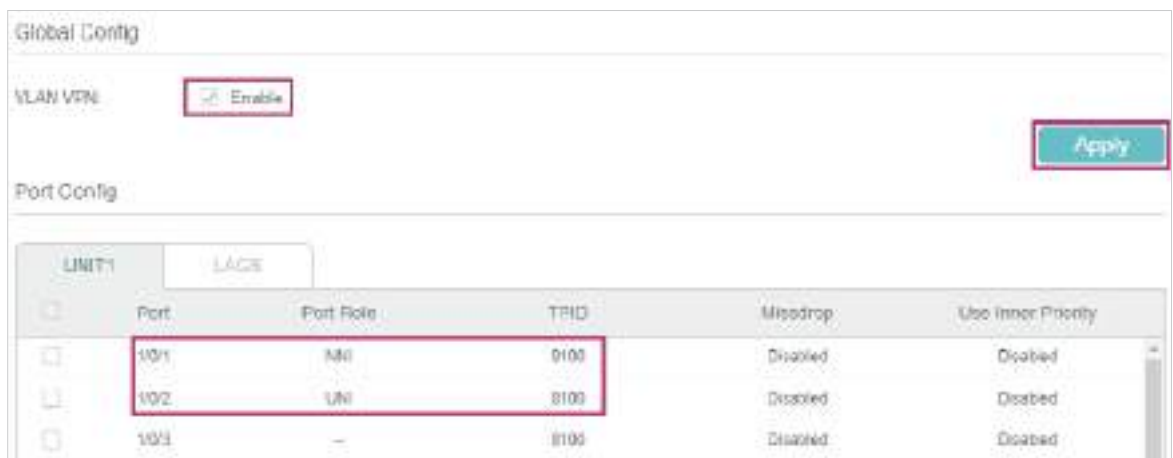 Global Config
VLAN VPN: Enable
Apply
Port Config
UNIT1 LAGS
Port Port Role TPID Missdrop Use Inner Priority
1/0/1 NNI 9100 Disabled Disabled
1/0/2 UNI 8100 Disabled Disabled
1/0/3 -- 8100 Disabled Disabled